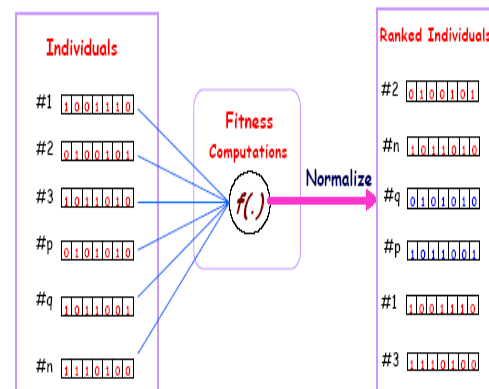 Individuals
#1 1 0 0 1 1 1 0
#2 0 1 0 0 1 0 1
#3 1 0 1 1 0 1 0
#p 0 1 0 1 0 1 0
#q 1 0 1 1 0 0 1
#n 1 1 1 0 1 0 0
Fitness
Computations
f(.)
Normalize
Ranked Individuals
#2 0 1 0 0 1 0 1
#n 1 0 1 1 0 1 0
#q 0 1 0 1 0 1 0
#p 1 0 1 1 0 0 1
#1 1 0 0 1 1 1 0
#3 1 1 1 0 1 0 0